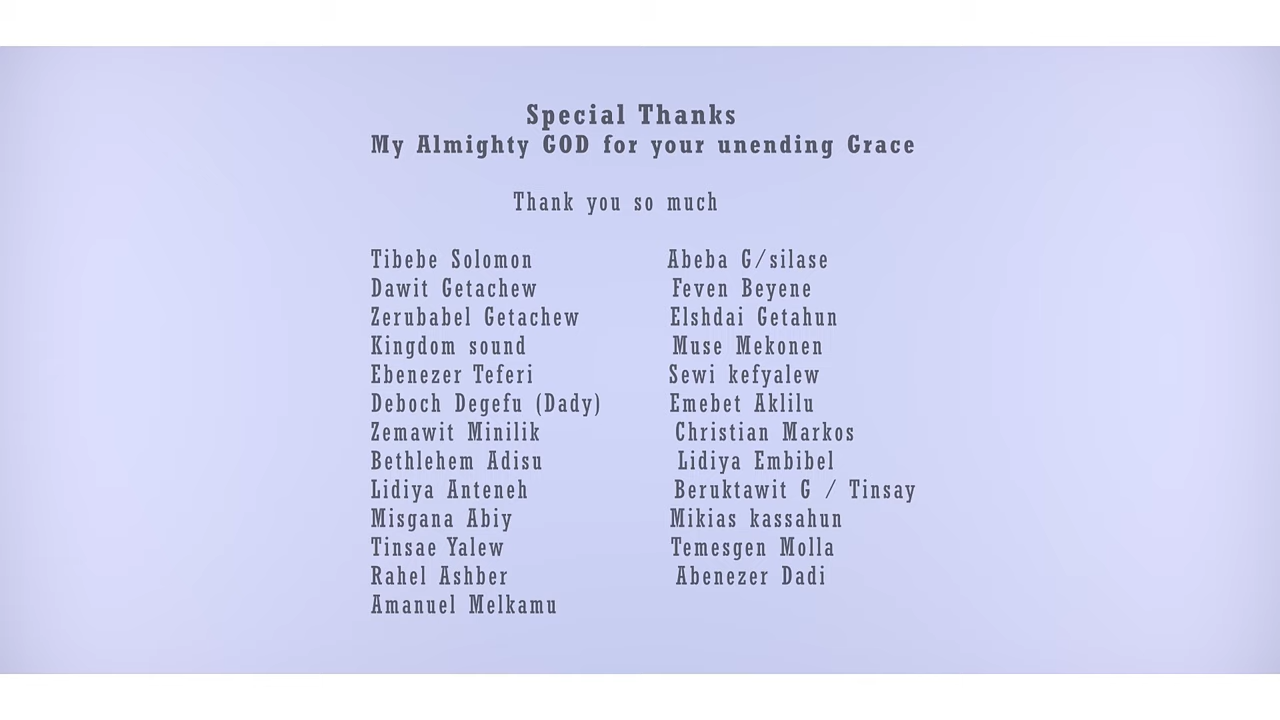 Special Thanks
My Almighty GOD for your unending Grace
Thank you so much
Tibebe Solomon
Dawit Getachew
Zerubabel Getachew
Kingdom sound
Ebenezer Teferi
Deboch Degefu (Dady)
Zemawit Minilik
Bethlehem Adisu
Lidiya Anteneh
Misgana Abiy
Tinsae Yalew
Rahel Ashber
Amanuel Melkamu
Abeba G/silase
Feven Beyene
Elshdai Getahun
Muse Mekonen
Sewi kefyalew
Emebet Aklilu
Christian Markos
Lidiya Embibel
Beruktawit G / Tinsay
Mikias kassahun
Temesgen Molla
Abenezer Dadi